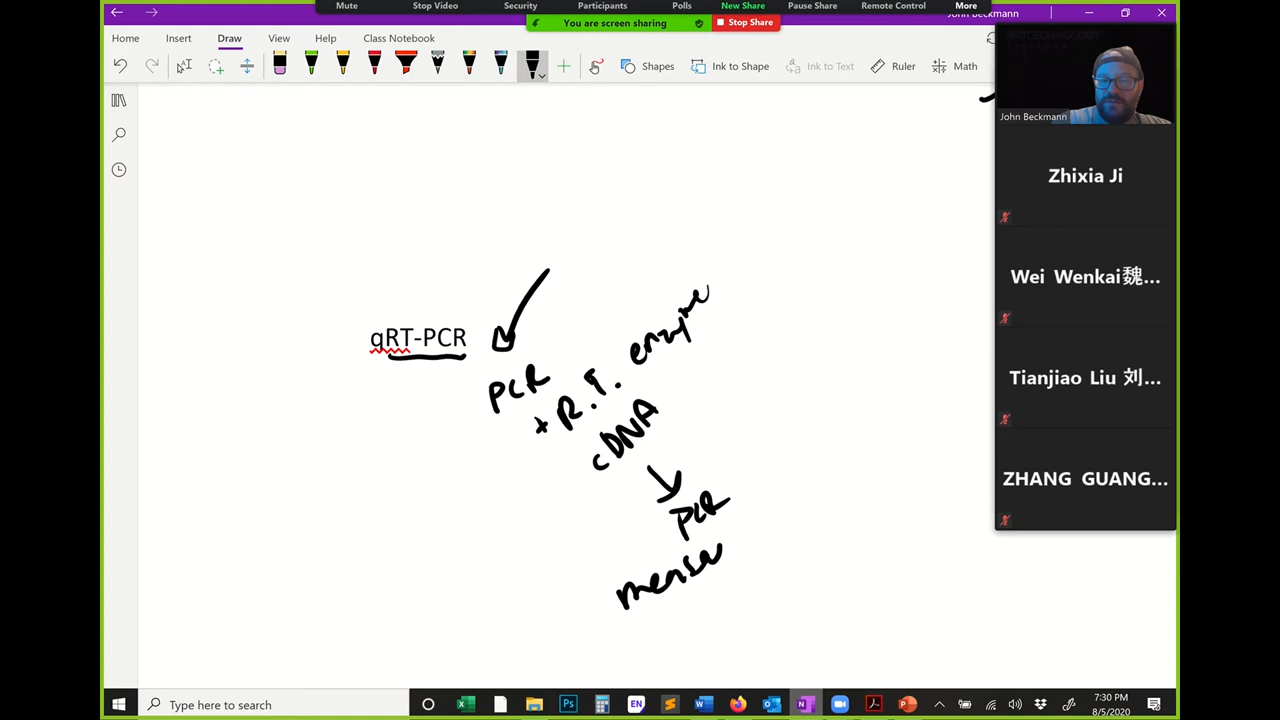 Mute Stop Video Security Participants Polls New Share Pause Share Remote Control More
John Beckmann
You are screen sharing Stop Share
Home Insert Draw View Help Class Notebook
Shapes Ink to Shape Ink to Text Ruler Math
John Beckmann
Zhixia Ji
Wei Wenkai魏...
Tianjiao Liu 刘...
ZHANG GUANG...
qRT-PCR
PCR
+ R.T. enzyme
cDNA
PCR
Type here to search
EN
7:30 PM
8/5/2020